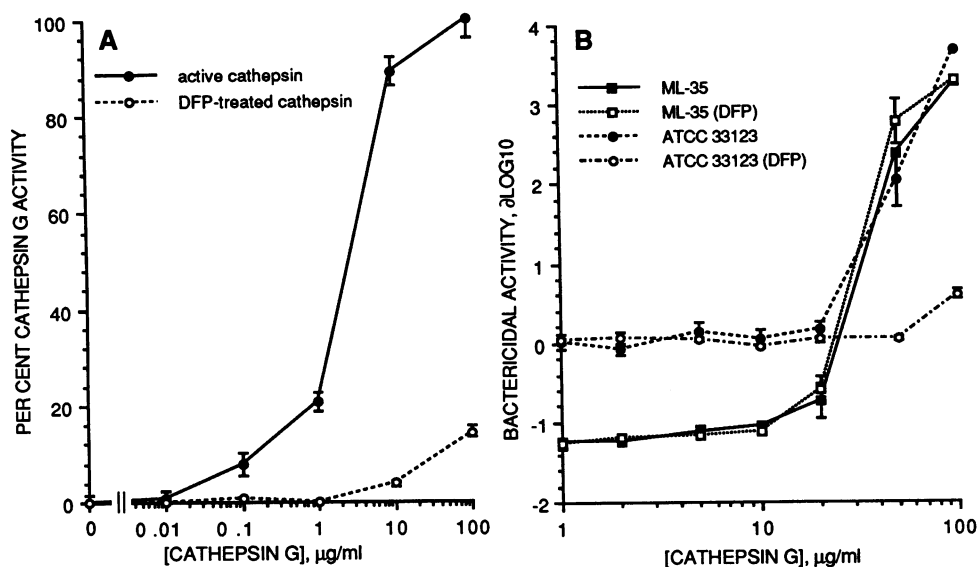 A
active cathepsin
DFP-treated cathepsin
PER CENT CATHEPSIN G ACTIVITY
100
80
60
40
20
0
0 0.01 0.1 1 10 100
[CATHEPSIN G], µg/ml
B
ML-35
ML-35 (DFP)
ATCC 33123
ATCC 33123 (DFP)
BACTERICIDAL ACTIVITY, ∂LOG10
4
3
2
1
0
-1
-2
1 10 100
[CATHEPSIN G], µg/ml